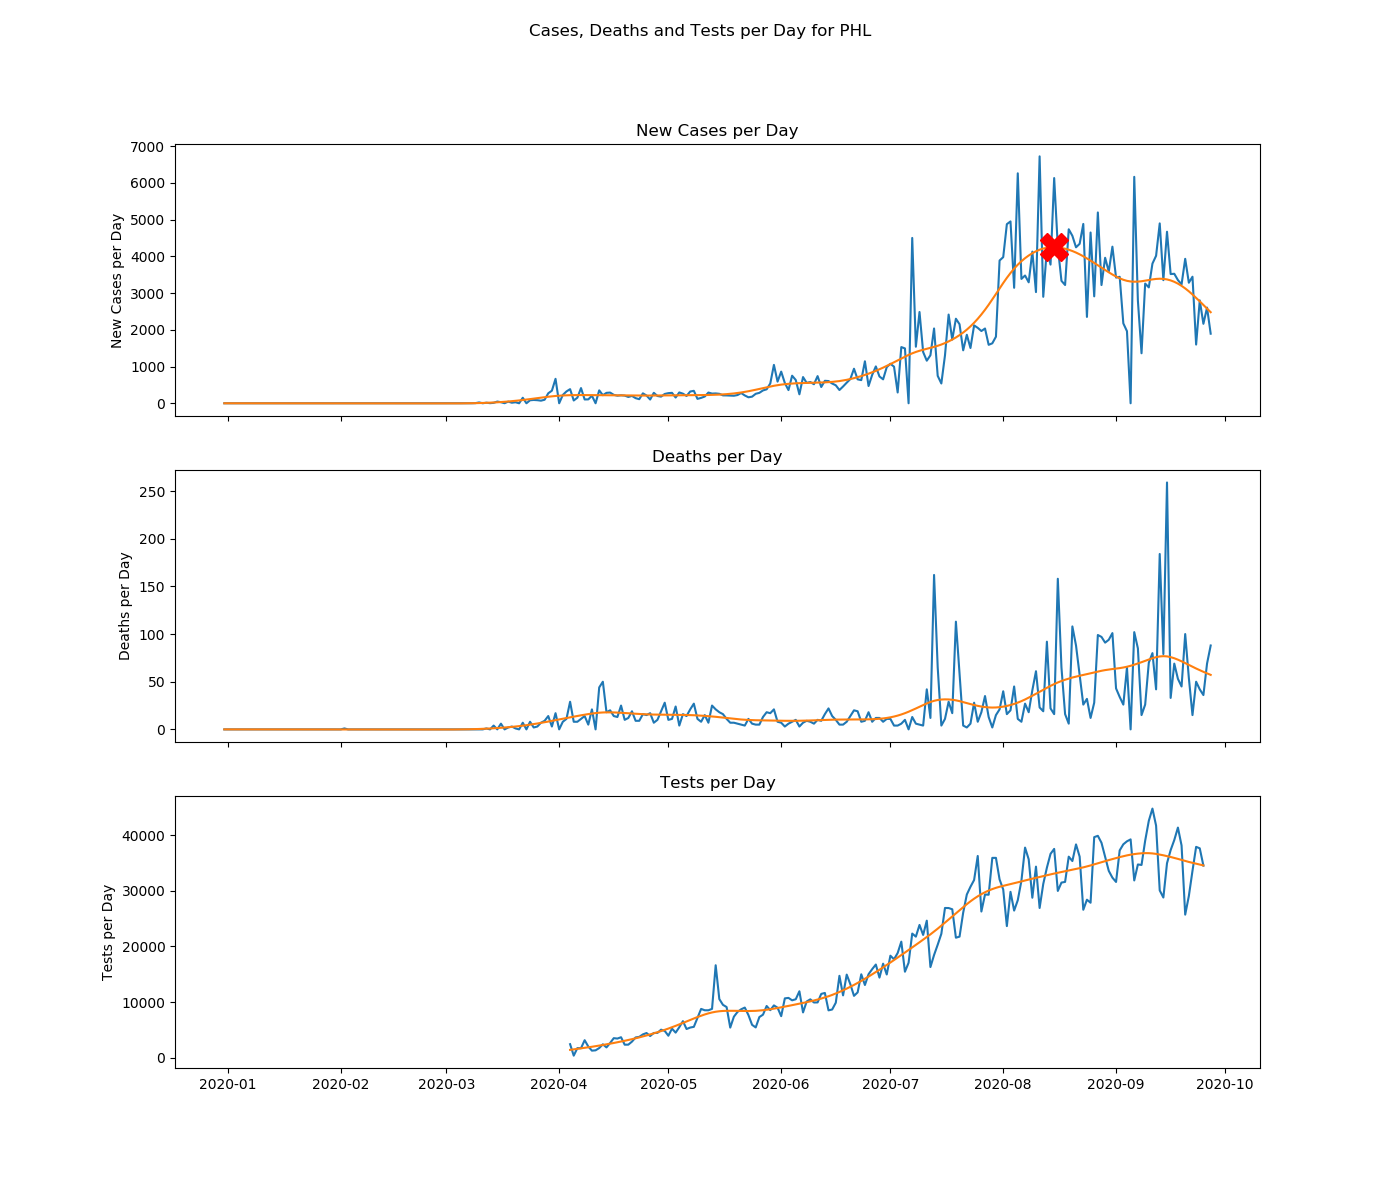 Cases, Deaths and Tests per Day for PHL
New Cases per Day
7000
6000
5000
4000
3000
2000
1000
0
New Cases per Day
Deaths per Day
250
200
150
100
50
0
Deaths per Day
Tests per Day
40000
30000
20000
10000
0
Tests per Day
2020-01 2020-02 2020-03 2020-04 2020-05 2020-06 2020-07 2020-08 2020-09 2020-10